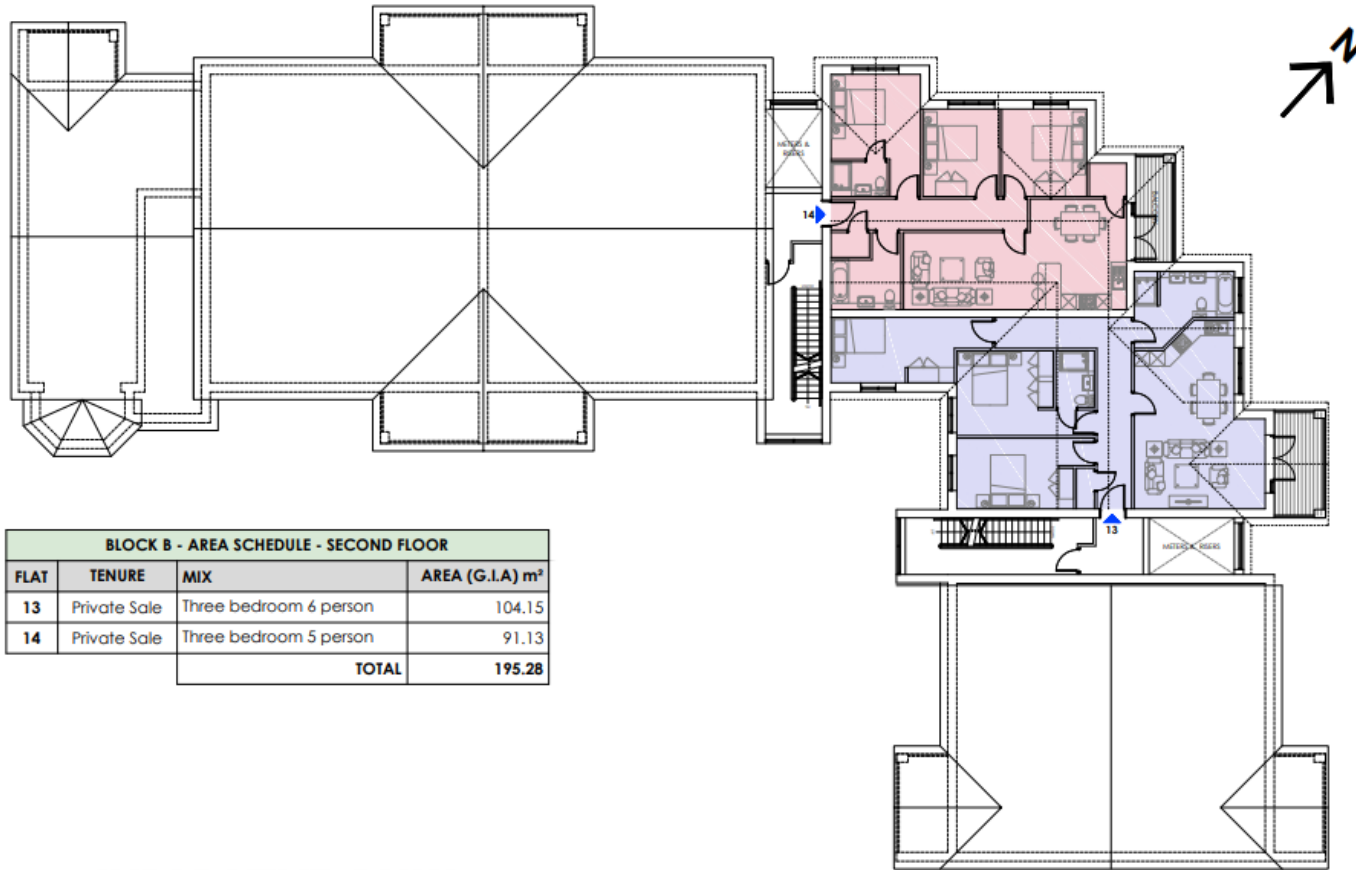 N
METERS &
RISERS
14
BALCONY
13
METERS & RISERS
BLOCK B - AREA SCHEDULE - SECOND FLOOR
FLAT TENURE MIX AREA (G.I.A) m²
13 Private Sale Three bedroom 6 person 104.15
14 Private Sale Three bedroom 5 person 91.13
TOTAL 195.28